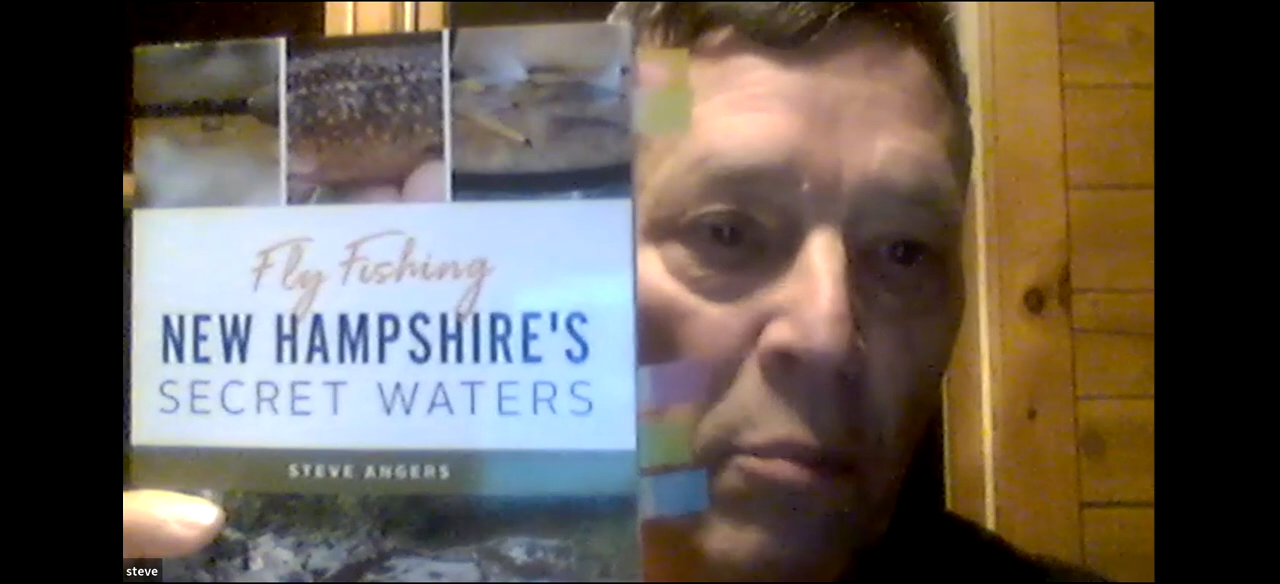 Fly Fishing
NEW HAMPSHIRE'S
SECRET WATERS
STEVE ANGERS
steve